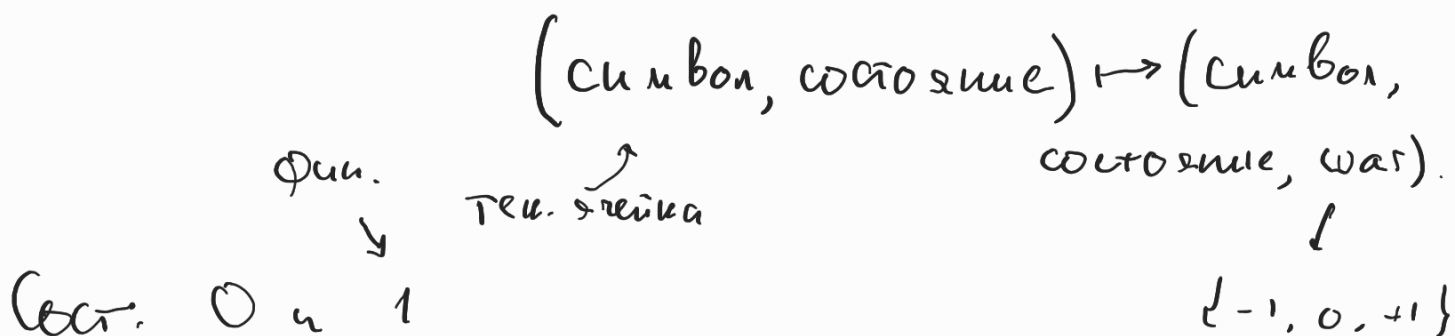 (символ, состояние) ↦ (символ,
состояние, шаг).
фин.
тек. ячейка
Сост. 0 и 1
{-1, 0, +1}